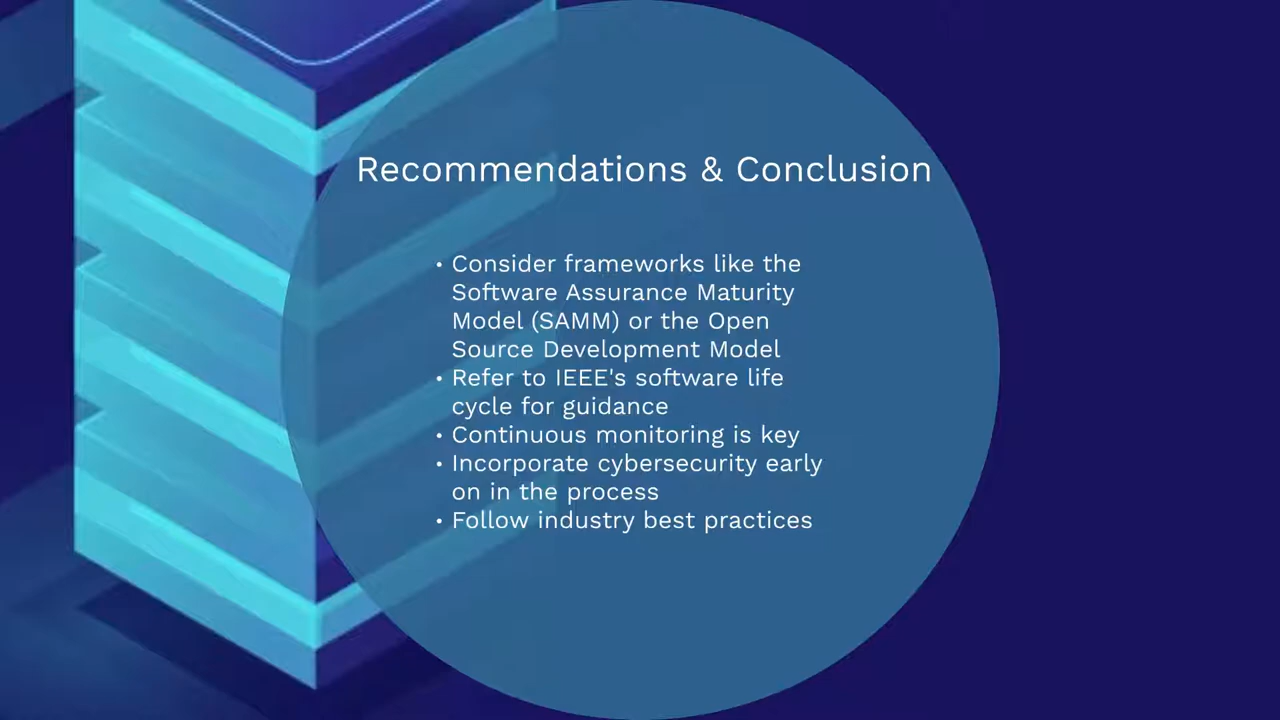 Recommendations & Conclusion
• Consider frameworks like the
Software Assurance Maturity
Model (SAMM) or the Open
Source Development Model
• Refer to IEEE's software life
cycle for guidance
• Continuous monitoring is key
• Incorporate cybersecurity early
on in the process
• Follow industry best practices